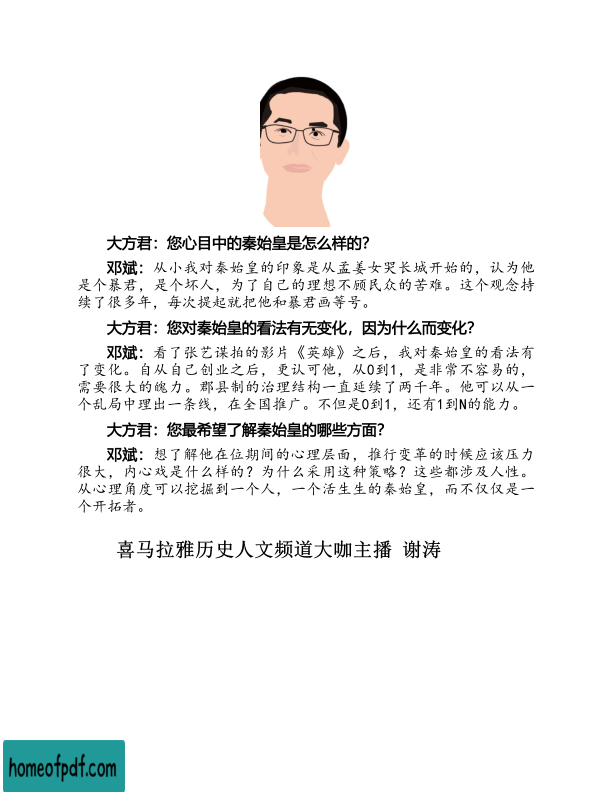 大方君：您心目中的秦始皇是怎么样的？
邓斌：从小我对秦始皇的印象是从孟姜女哭长城开始的，认为他
是个暴君，是个坏人，为了自己的理想不顾民众的苦难。这个观念持
续了很多年，每次提起就把他和暴君画等号。
大方君：您对秦始皇的看法有无变化，因为什么而变化？
邓斌：看了张艺谋拍的影片《英雄》之后，我对秦始皇的看法有
了变化。自从自己创业之后，更认可他，从0到1，是非常不容易的，
需要很大的魄力。郡县制的治理结构一直延续了两千年。他可以从一
个乱局中理出一条线，在全国推广。不但是0到1，还有1到N的能力。
大方君：您最希望了解秦始皇的哪些方面？
邓斌：想了解他在位期间的心理层面，推行变革的时候应该压力
很大，内心戏是什么样的？为什么采用这种策略？这些都涉及人性。
从心理角度可以挖掘到一个人，一个活生生的秦始皇，而不仅仅是一
个开拓者。
喜马拉雅历史人文频道大咖主播 谢涛
homeofpdf.com